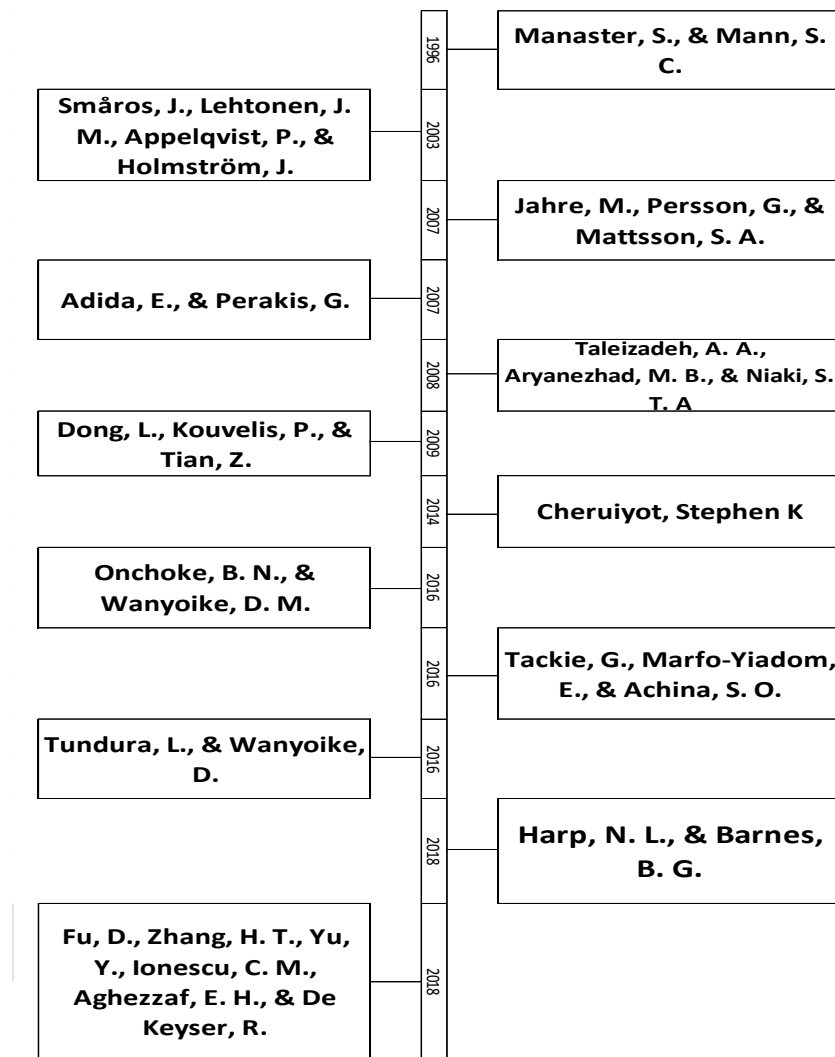 1996
Manaster, S., & Mann, S.
C.
Småros, J., Lehtonen, J.
M., Appelqvist, P., &
Holmström, J.
2003
2007
Jahre, M., Persson, G., &
Mattsson, S. A.
Adida, E., & Perakis, G.
2007
2008
Taleizadeh, A. A.,
Aryanezhad, M. B., & Niaki, S.
T. A
Dong, L., Kouvelis, P., &
Tian, Z.
2009
2014
Cheruiyot, Stephen K
Onchoke, B. N., &
Wanyoike, D. M.
2016
2016
Tackie, G., Marfo-Yiadom,
E., & Achina, S. O.
Tundura, L., & Wanyoike,
D.
2016
2018
Harp, N. L., & Barnes,
B. G.
Fu, D., Zhang, H. T., Yu,
Y., Ionescu, C. M.,
Aghezzaf, E. H., & De
Keyser, R.
2018